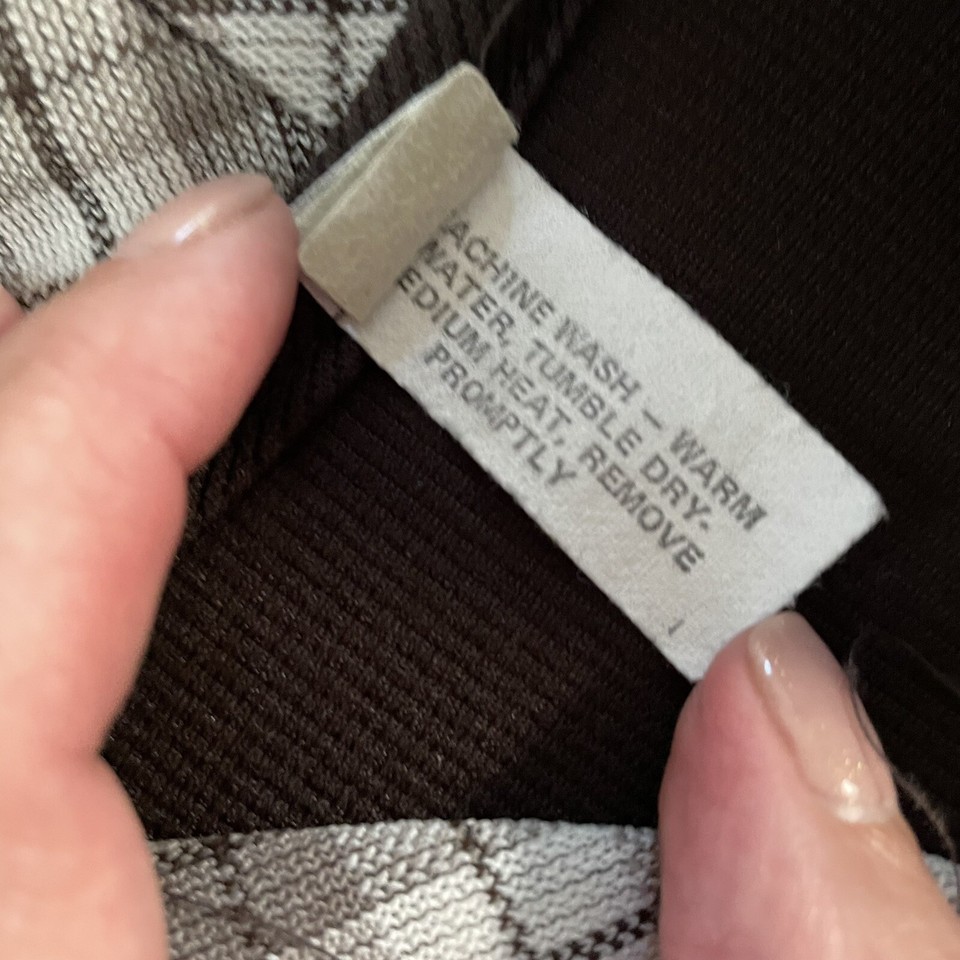 ACHINE WASH – WARM
WATER, TUMBLE DRY-
EDIUM HEAT, REMOVE
PROMPTLY